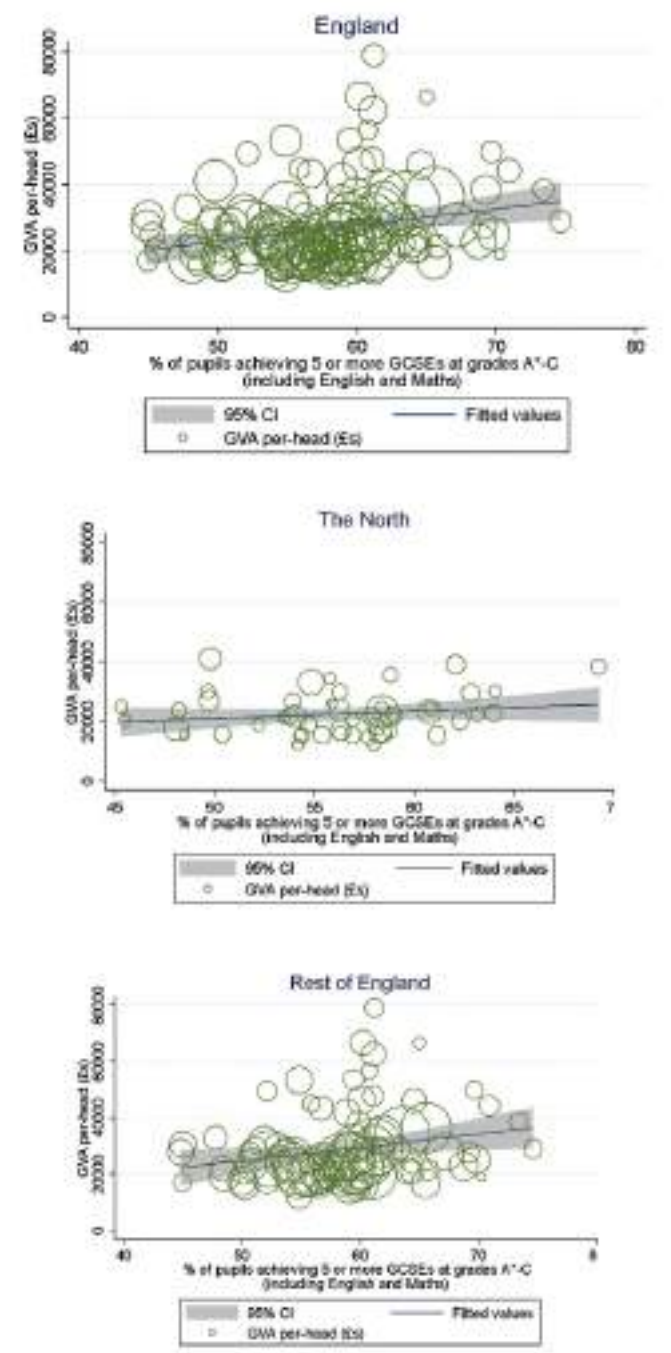 England
GVA per-head (£s)
80000
60000
40000
20000
0
40
50
60
70
80
% of pupils achieving 5 or more GCSEs at grades A*-C
(including English and Maths)
95% CI
Fitted values
GVA per-head (£s)
The North
GVA per-head (£s)
80000
60000
40000
20000
0
45
50
55
60
65
7
% of pupils achieving 5 or more GCSEs at grades A*-C
(including English and Maths)
95% CI
Fitted values
GVA per-head (£s)
Rest of England
GVA per-head (£s)
80000
60000
40000
20000
0
40
50
60
70
8
% of pupils achieving 5 or more GCSEs at grades A*-C
(including English and Maths)
95% CI
Fitted values
GVA per-head (£s)